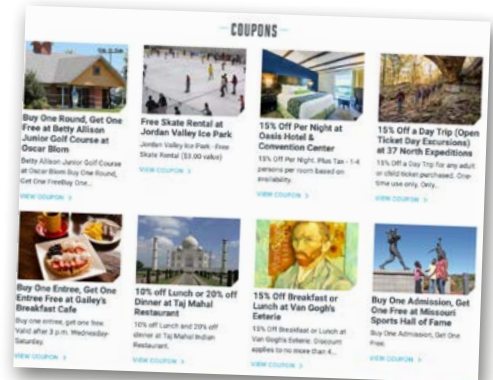 COUPONS
Buy One Round, Get One
Free at Betty Allison
Junior Golf Course at
Oscar Blom
Betty Allison Junior Golf Course
at Oscar Blom Buy One Round,
Get One FreeBuy One...
VIEW COUPON >
Free Skate Rental at
Jordan Valley Ice Park
Jordan Valley Ice Park - Free
Skate Rental ($3.00 value)
VIEW COUPON >
15% Off Per Night at
Oasis Hotel &
Convention Center
15% Off Per Night. Plus Tax - 1-4
persons per room based on
availability.
VIEW COUPON >
15% Off a Day Trip (Open
Ticket Day Excursions)
at 37 North Expeditions
15% Off a Day Trip for any adult
or child ticket purchased. One-
time use only. Only...
VIEW COUPON >
Buy One Entree, Get One
Entree Free at Gailey's
Breakfast Cafe
Buy one entree, get one free.
Valid after 2 p.m. Wednesday-
Saturday.
VIEW COUPON >
10% off Lunch or 20% off
Dinner at Taj Mahal
Restaurant
10% off Lunch and 20% off
dinner at Taj Mahal Indian
Restaurant.
VIEW COUPON >
15% Off Breakfast or
Lunch at Van Gogh's
Eeterie
15% Off Breakfast or Lunch at
Van Gogh's Eeterie. Discount
applies to no more than 4...
VIEW COUPON >
Buy One Admission, Get
One Free at Missouri
Sports Hall of Fame
Buy One Admission, Get One
Free.
VIEW COUPON >